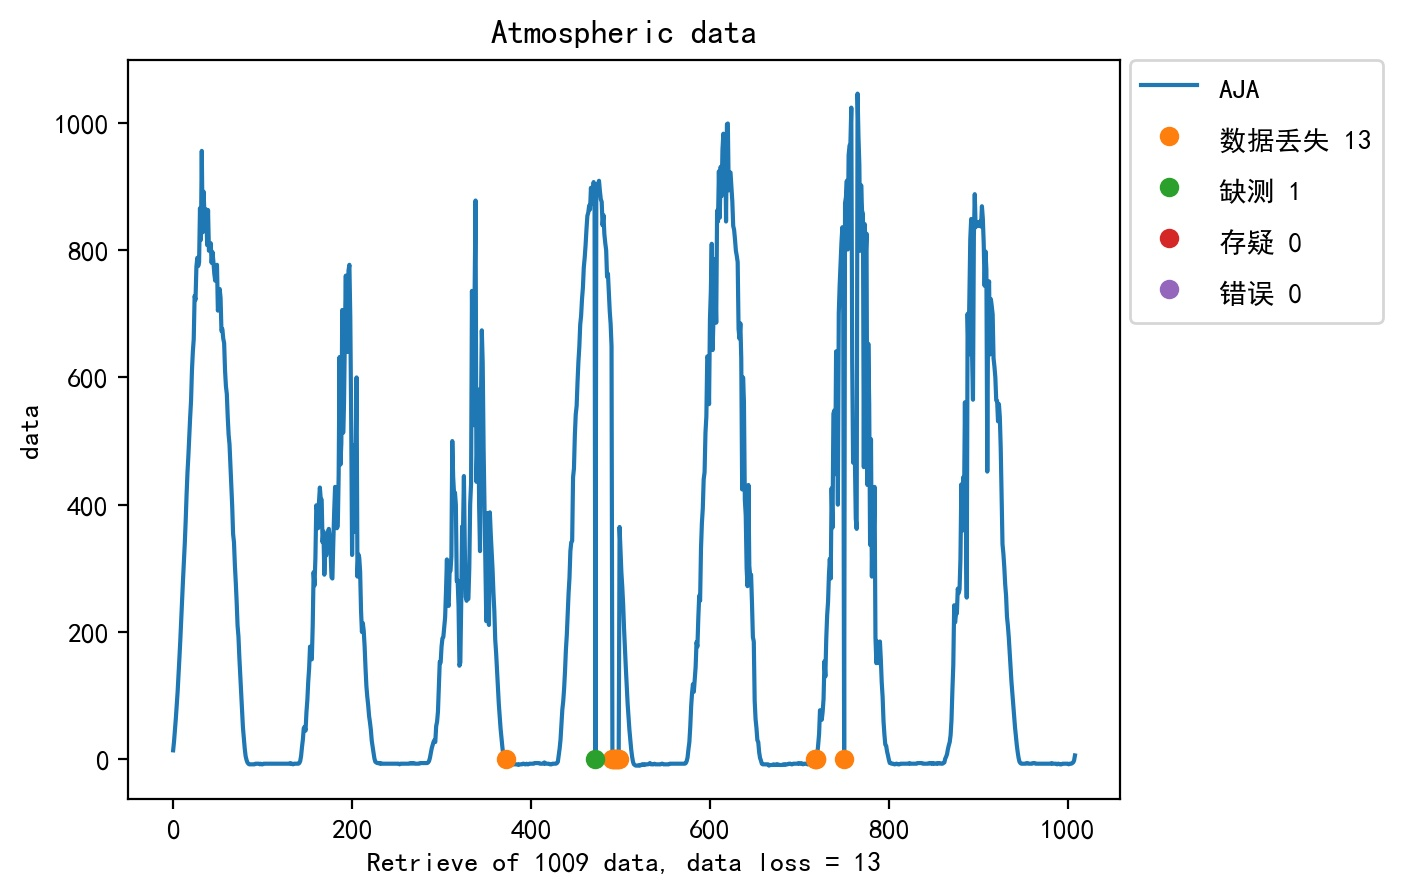 Atmospheric data
AJA
数据丢失 13
缺测 1
存疑 0
错误 0
1000
800
600
400
200
0
data
0 200 400 600 800 1000
Retrieve of 1009 data, data loss = 13